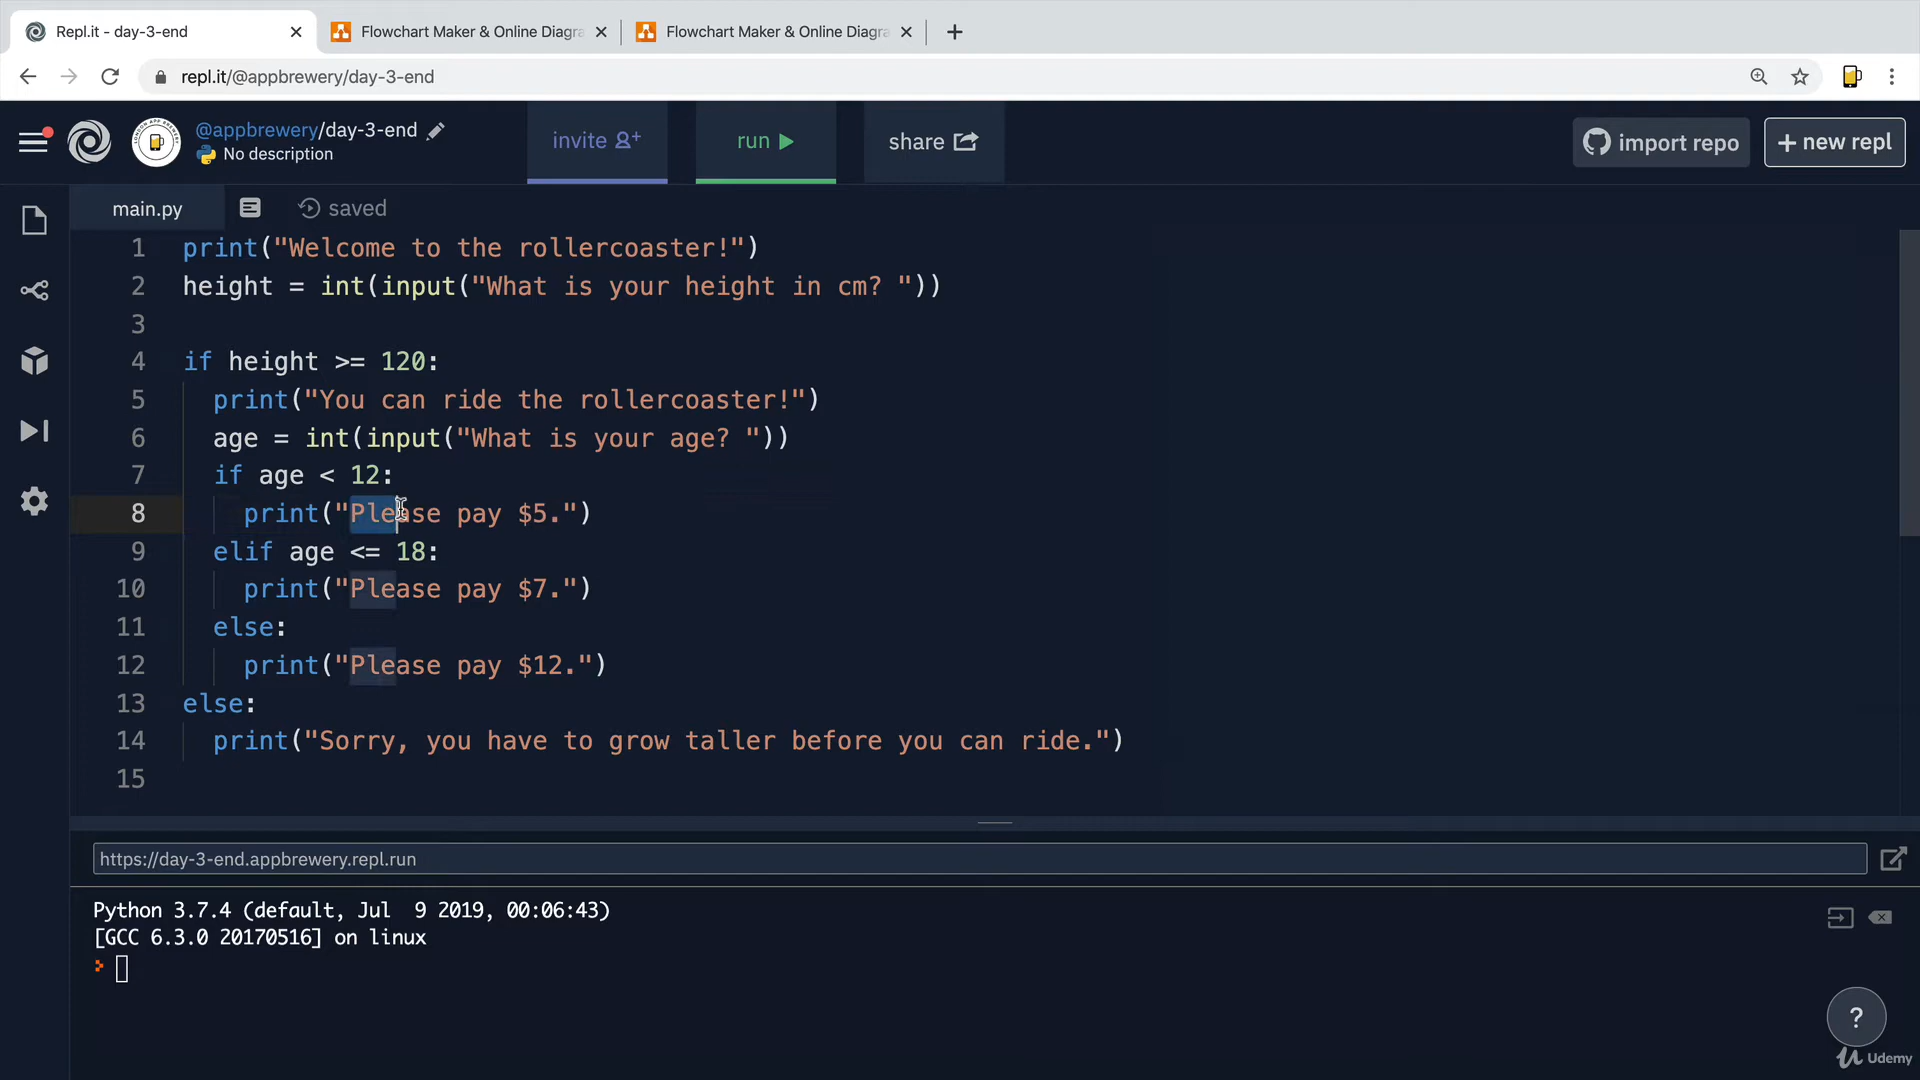 Repl.it - day-3-end
Flowchart Maker & Online Diagra
Flowchart Maker & Online Diagra
repl.it/@appbrewery/day-3-end
@appbrewery/day-3-end
No description
invite
run
share
import repo
+ new repl
main.py
saved
1 print("Welcome to the rollercoaster!")
2 height = int(input("What is your height in cm? "))
3
4 if height >= 120:
5 print("You can ride the rollercoaster!")
6 age = int(input("What is your age? "))
7 if age < 12:
8 print("Please pay $5.")
9 elif age <= 18:
10 print("Please pay $7.")
11 else:
12 print("Please pay $12.")
13 else:
14 print("Sorry, you have to grow taller before you can ride.")
15
https://day-3-end.appbrewery.repl.run
Python 3.7.4 (default, Jul  9 2019, 00:06:43)
[GCC 6.3.0 20170516] on linux
?
Udemy